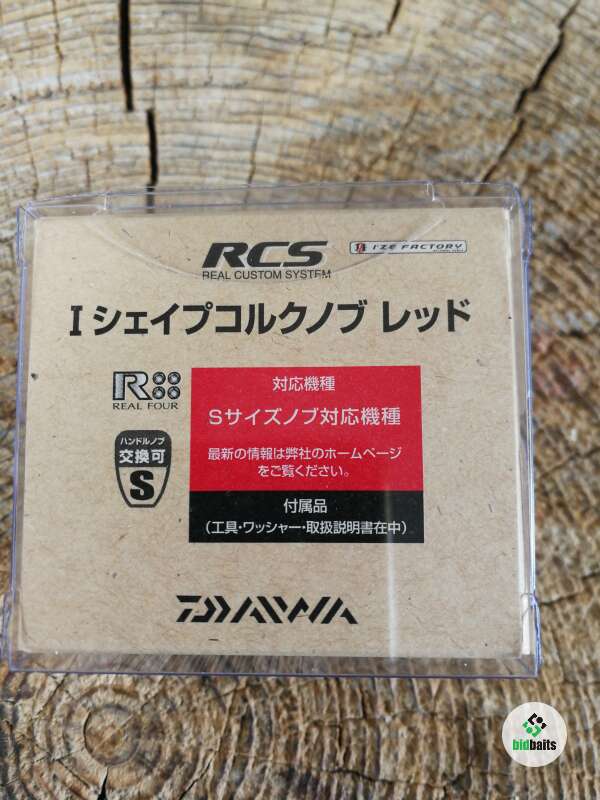 RCS
REAL CUSTOM SYSTEM
IZE FACTORY
I シェイプコルクノブ レッド
R
REAL FOUR
ハンドルノブ
交換可
S
対応機種
Sサイズノブ対応機種
最新の情報は弊社のホームページ
をご覧ください。
付属品
(工具・ワッシャー・取扱説明書在中)
DAIWA
bidbaits